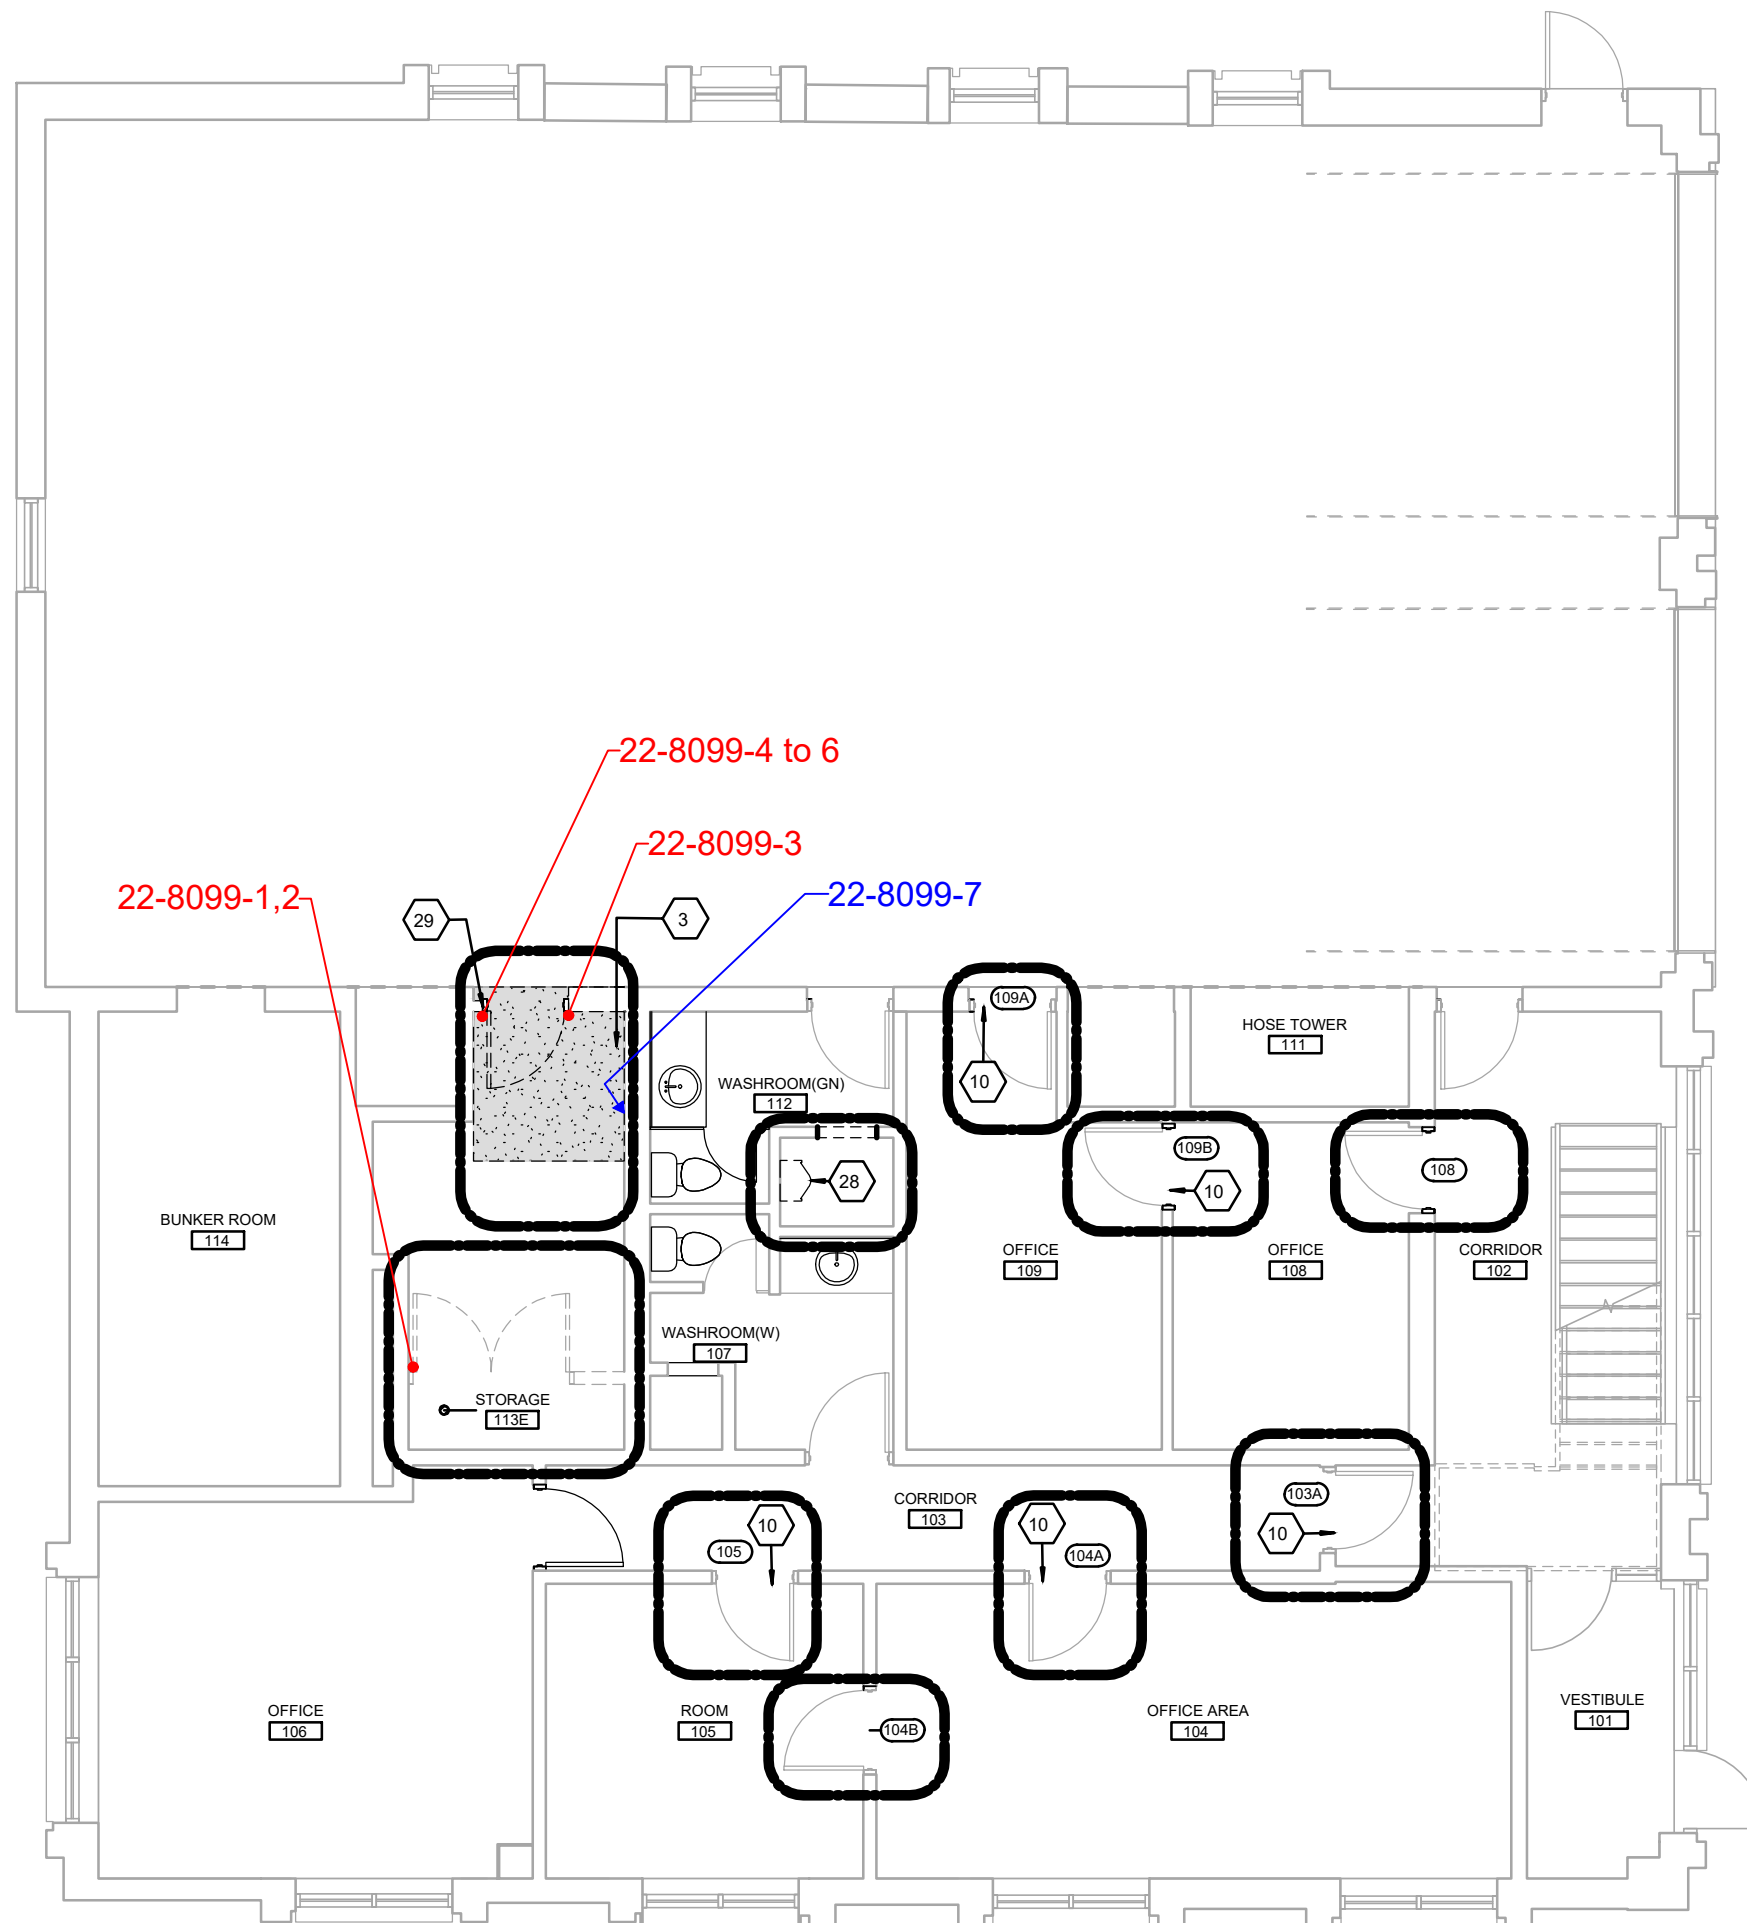 22-8099-4 to 6
22-8099-3
22-8099-1,2
22-8099-7
29
3
109A
HOSE TOWER
111
10
WASHROOM(GN)
112
109B
108
28
10
BUNKER ROOM
114
OFFICE
109
OFFICE
108
CORRIDOR
102
WASHROOM(W)
107
STORAGE
113E
CORRIDOR
103
103A
10
10
10
105
104A
OFFICE
106
ROOM
105
104B
OFFICE AREA
104
VESTIBULE
101